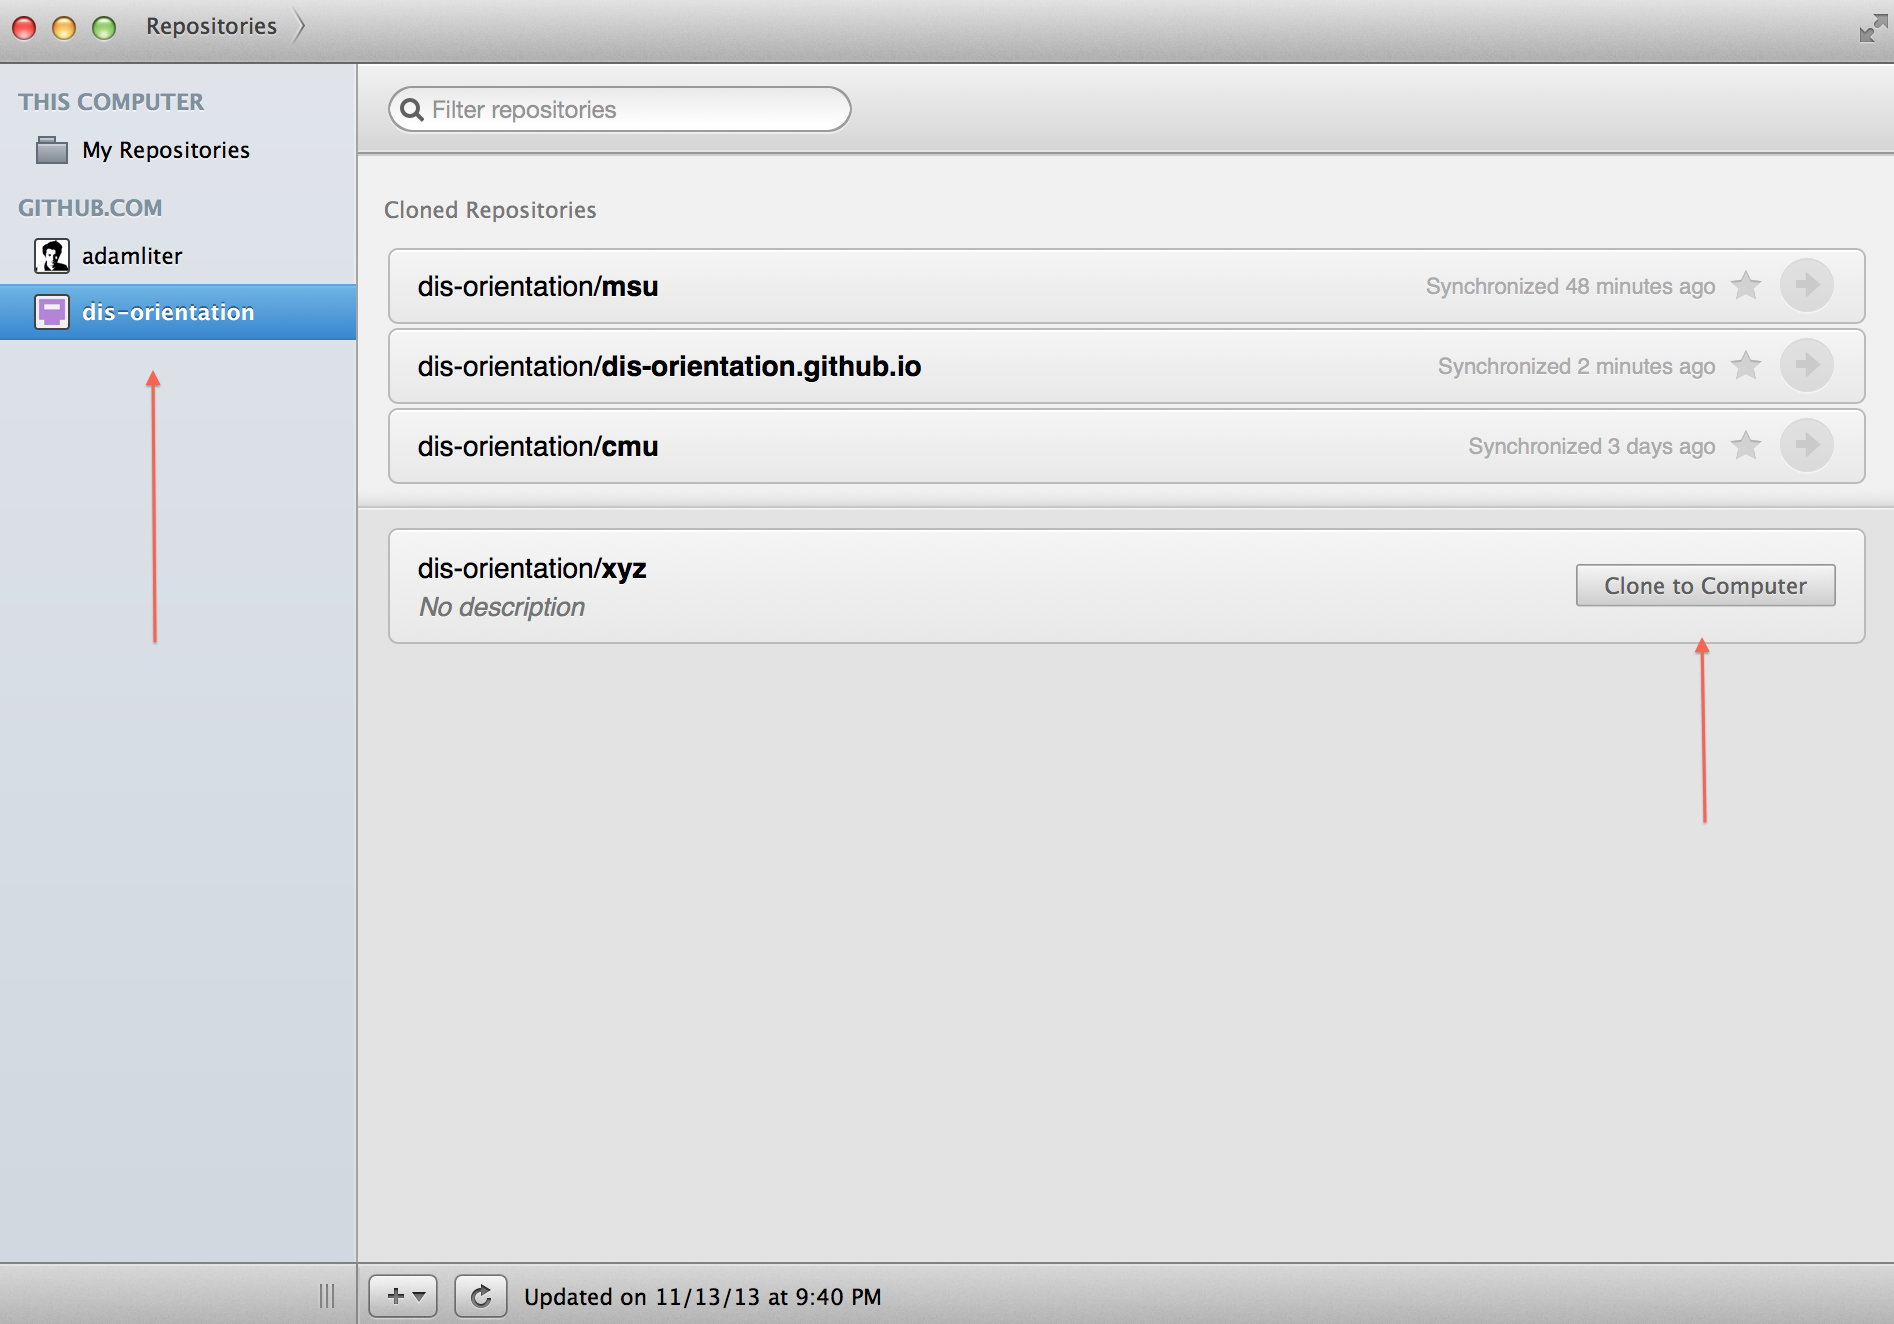 Repositories
THIS COMPUTER
My Repositories
GITHUB.COM
adamliter
dis-orientation
Filter repositories
Cloned Repositories
dis-orientation/msu Synchronized 48 minutes ago
dis-orientation/dis-orientation.github.io Synchronized 2 minutes ago
dis-orientation/cmu Synchronized 3 days ago
dis-orientation/xyz
No description
Clone to Computer
Updated on 11/13/13 at 9:40 PM